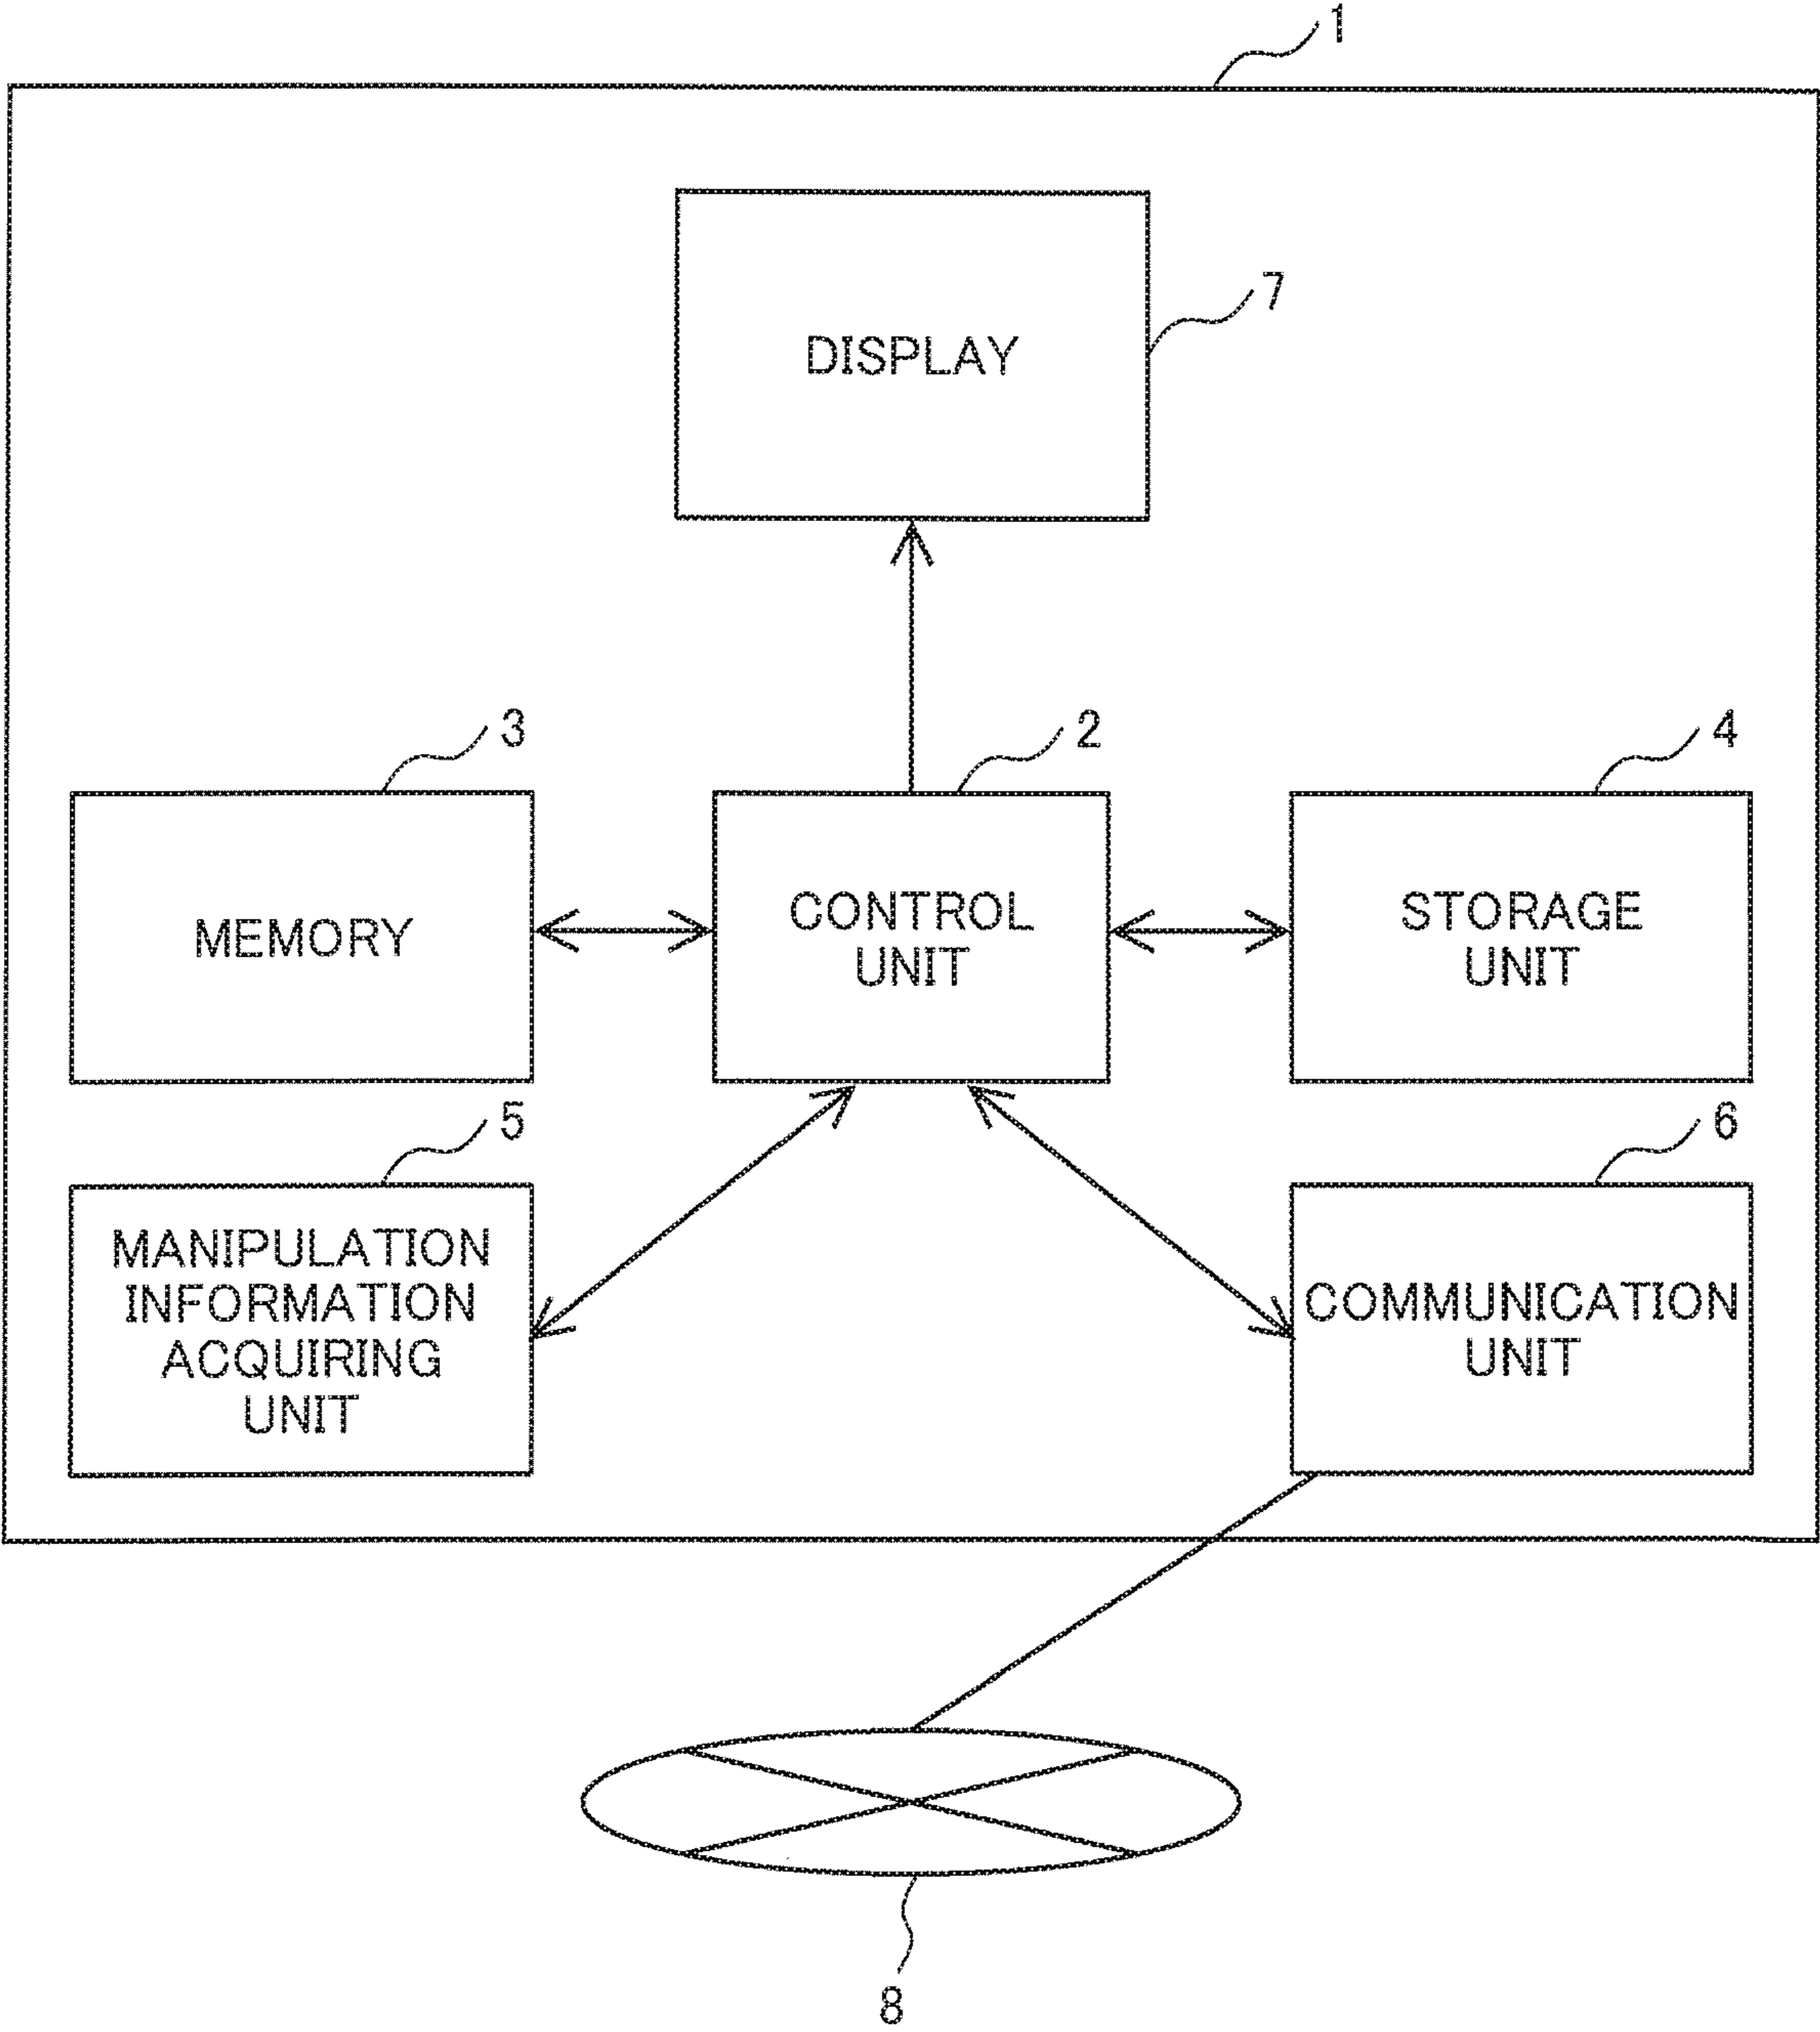 1
7
DISPLAY
3
2
4
MEMORY
CONTROL
UNIT
STORAGE
UNIT
5
6
MANIPULATION
INFORMATION
ACQUIRING
UNIT
COMMUNICATION
UNIT
8